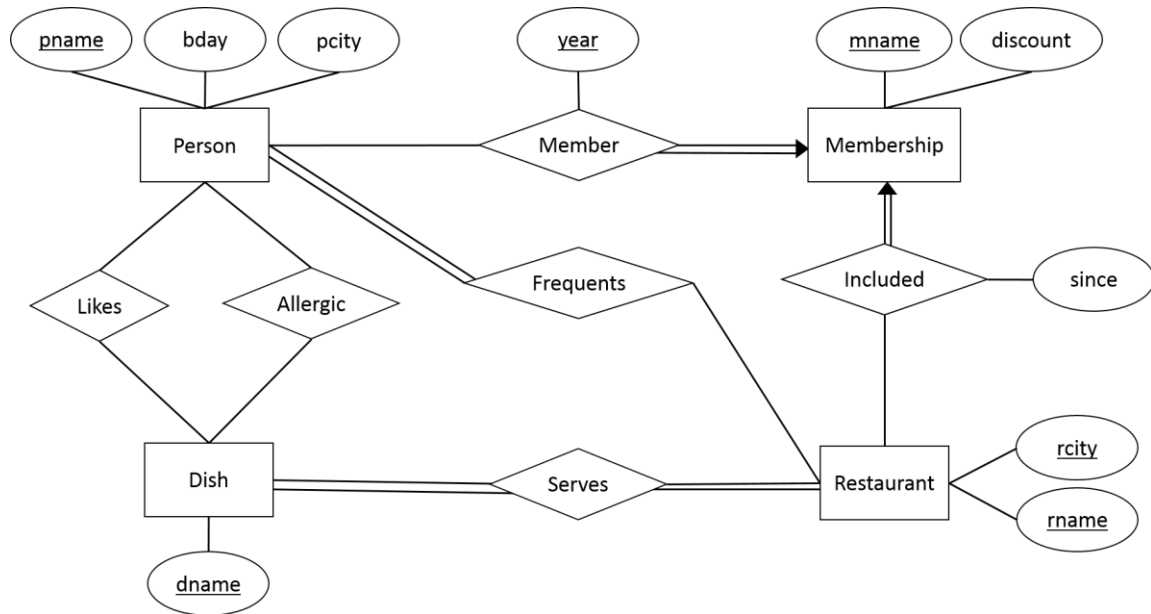 pname
bday
pcity
year
mname
discount
Person
Member
Membership
Likes
Allergic
Frequents
Included
since
Dish
Serves
Restaurant
rcity
rname
dname